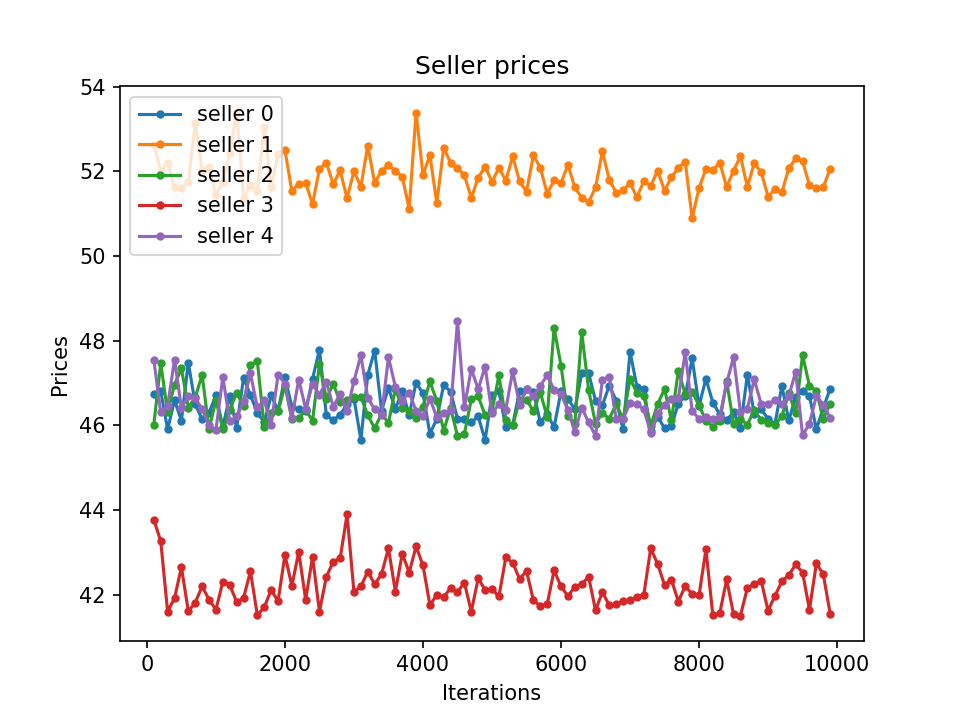 Seller prices
54
52
50
48
46
44
42
Prices
seller 0
seller 1
seller 2
seller 3
seller 4
0 2000 4000 6000 8000 10000
Iterations